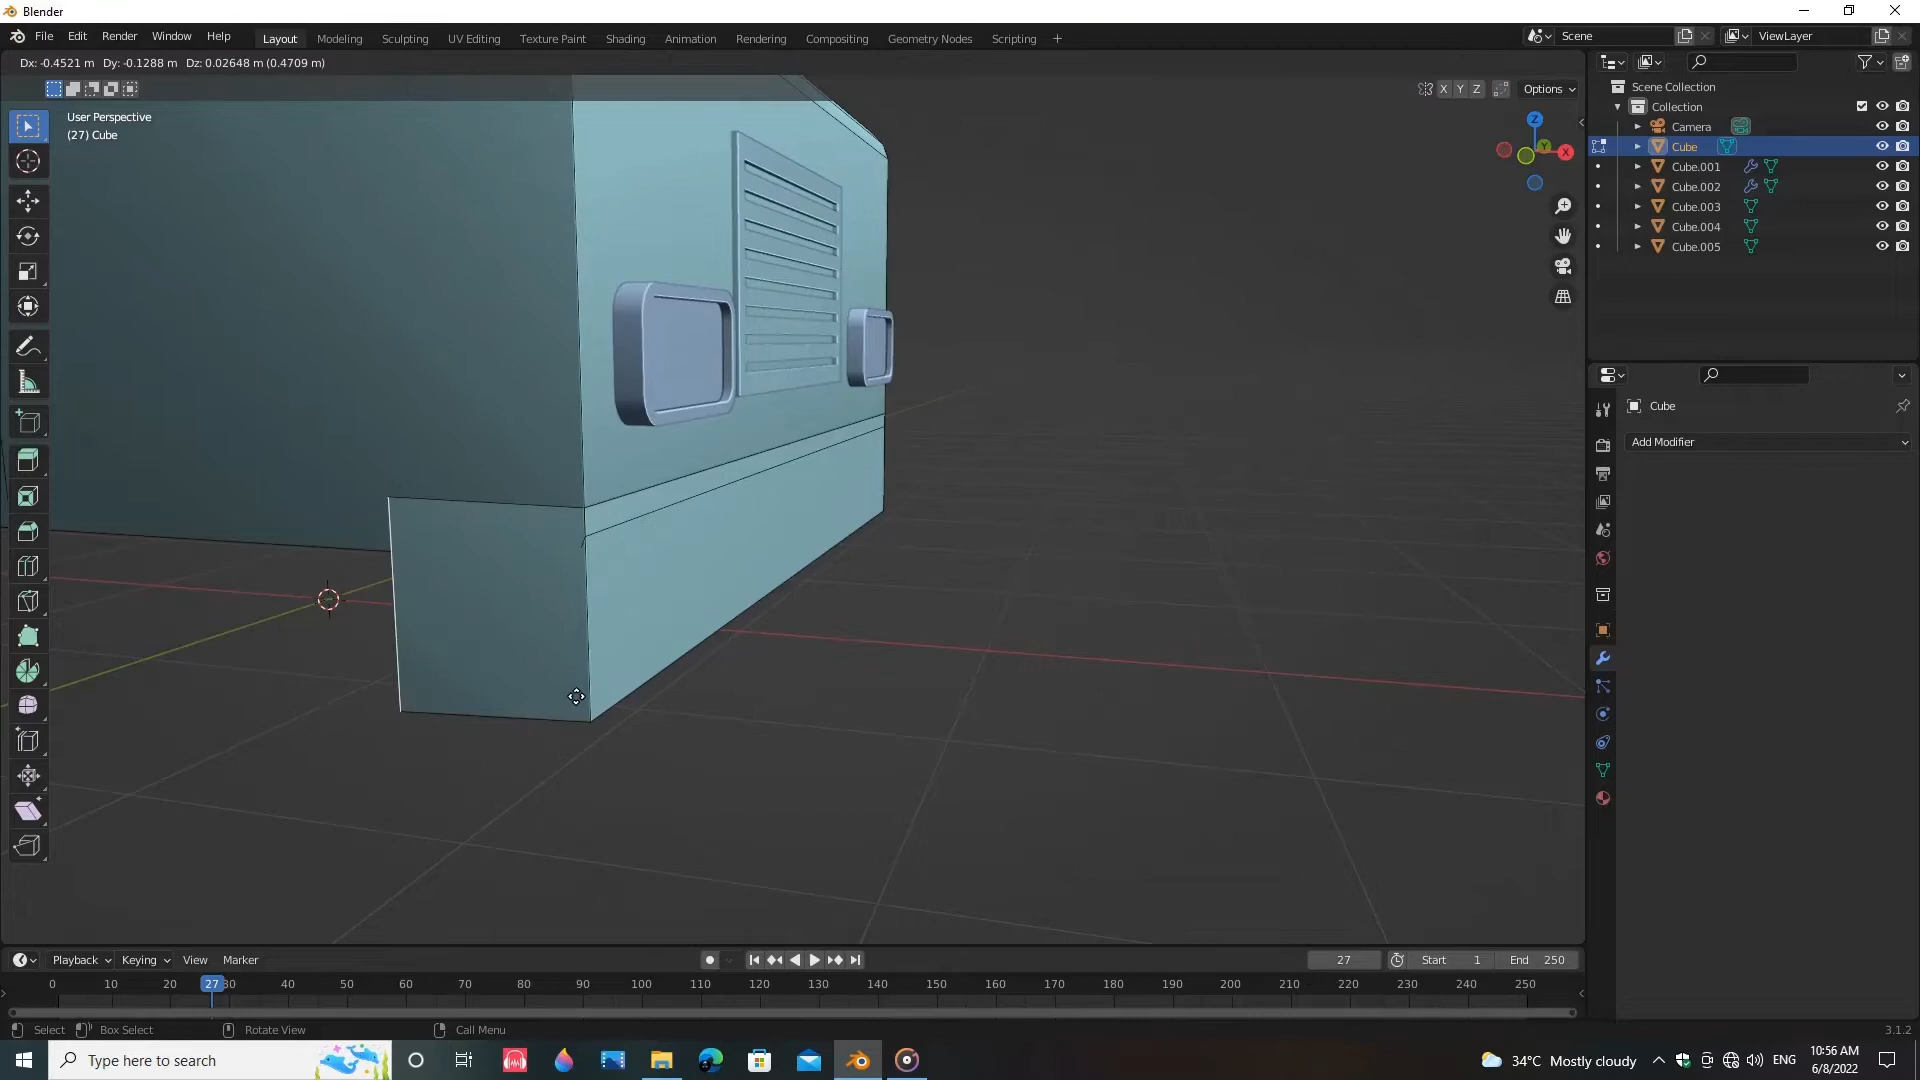 Blender
File Edit Render Window Help Layout Modeling Sculpting UV Editing Texture Paint Shading Animation Rendering Compositing Geometry Nodes Scripting + Scene ViewLayer
Dx: -0.4521 m Dy: -0.1288 m Dz: 0.02648 m (0.4709 m)
X Y Z Options
User Perspective
(27) Cube
Z
Y
X
Scene Collection
Collection
Camera
Cube
Cube.001
Cube.002
Cube.003
Cube.004
Cube.005
Cube
Add Modifier
Playback Keying View Marker 27 Start 1 End 250
0 10 20 27 30 40 50 60 70 80 90 100 110 120 130 140 150 160 170 180 190 200 210 220 230 240 250
Select Box Select Rotate View Call Menu 3.1.2
Type here to search
34°C Mostly cloudy ENG
10:56 AM
6/8/2022